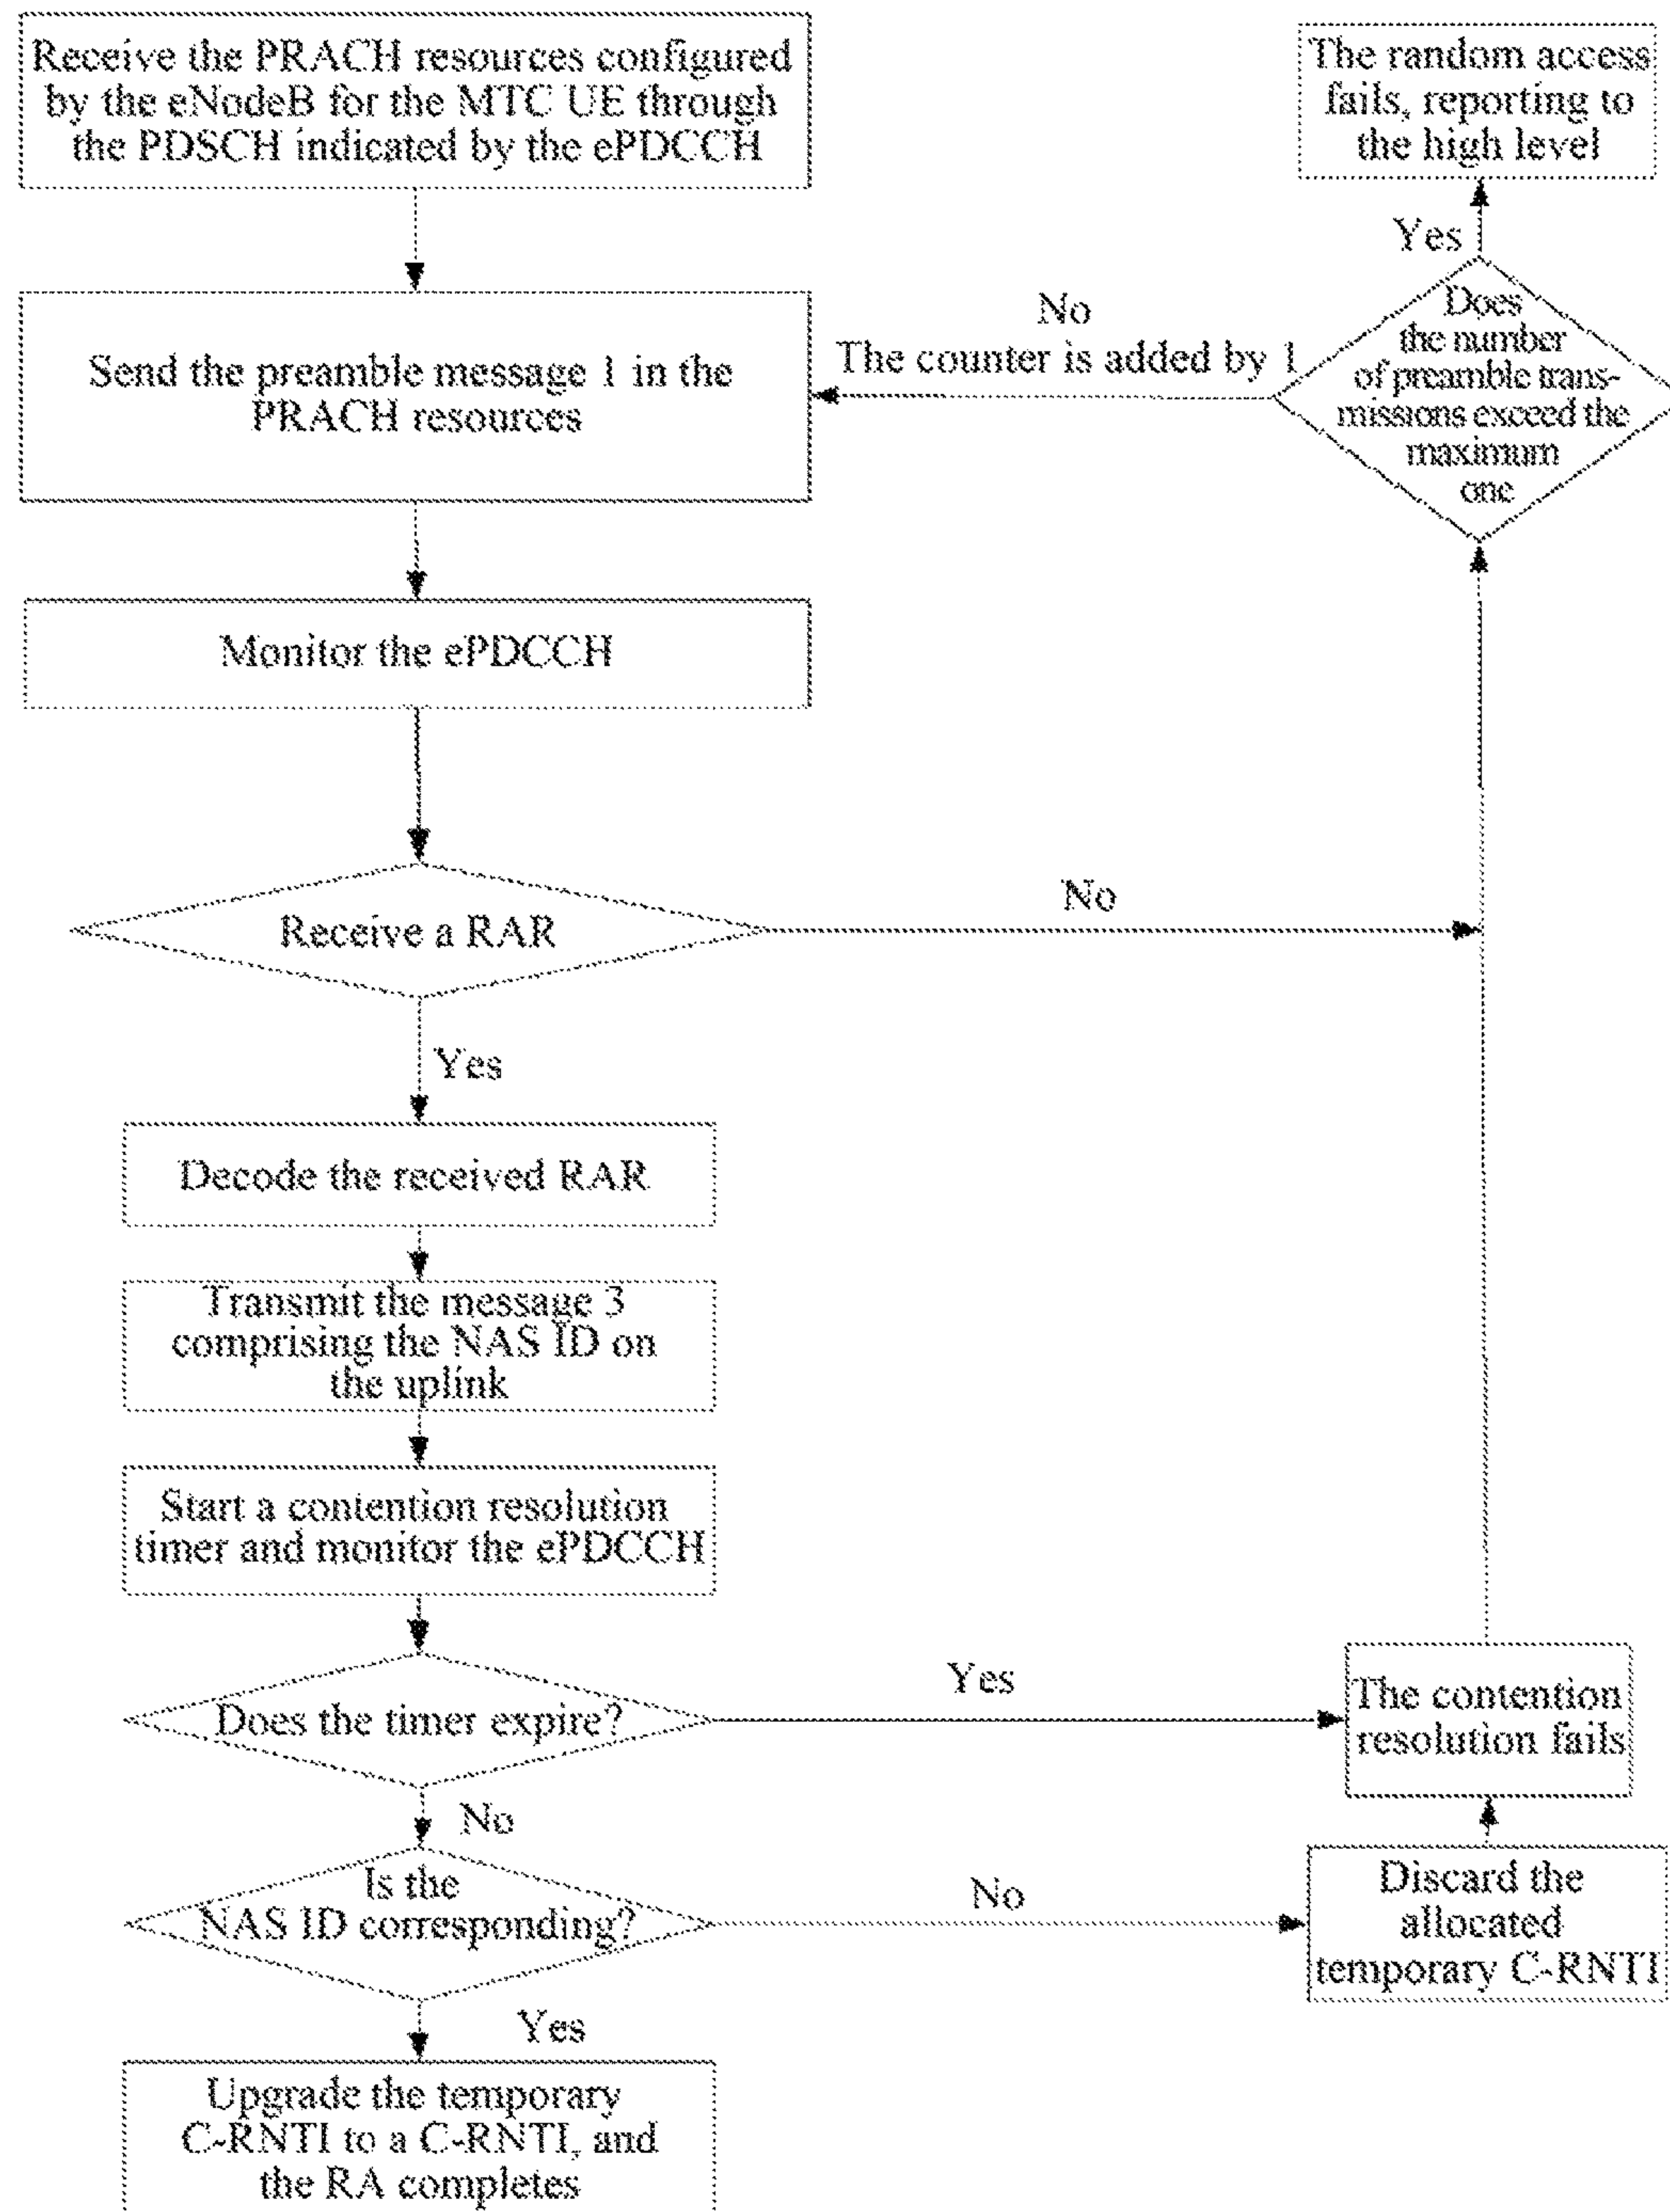 Receive the PRACH resources configured
by the eNodeB for the MTC UE through
the PDSCH indicated by the ePDCCH
The random access
fails, reporting to
the high level
Yes
Does
the number
of preamble trans-
missions exceed the
maximum
one
No
The counter is added by 1
Send the preamble message 1 in the
PRACH resources
Monitor the ePDCCH
Receive a RAR
No
Yes
Decode the received RAR
Transmit the message 3
comprising the NAS ID on
the uplink
Start a contention resolution
timer and monitor the ePDCCH
Does the timer expire?
Yes
The contention
resolution fails
No
Is the
NAS ID corresponding?
No
Discard the
allocated
temporary C-RNTI
Yes
Upgrade the temporary
C-RNTI to a C-RNTI, and
the RA completes